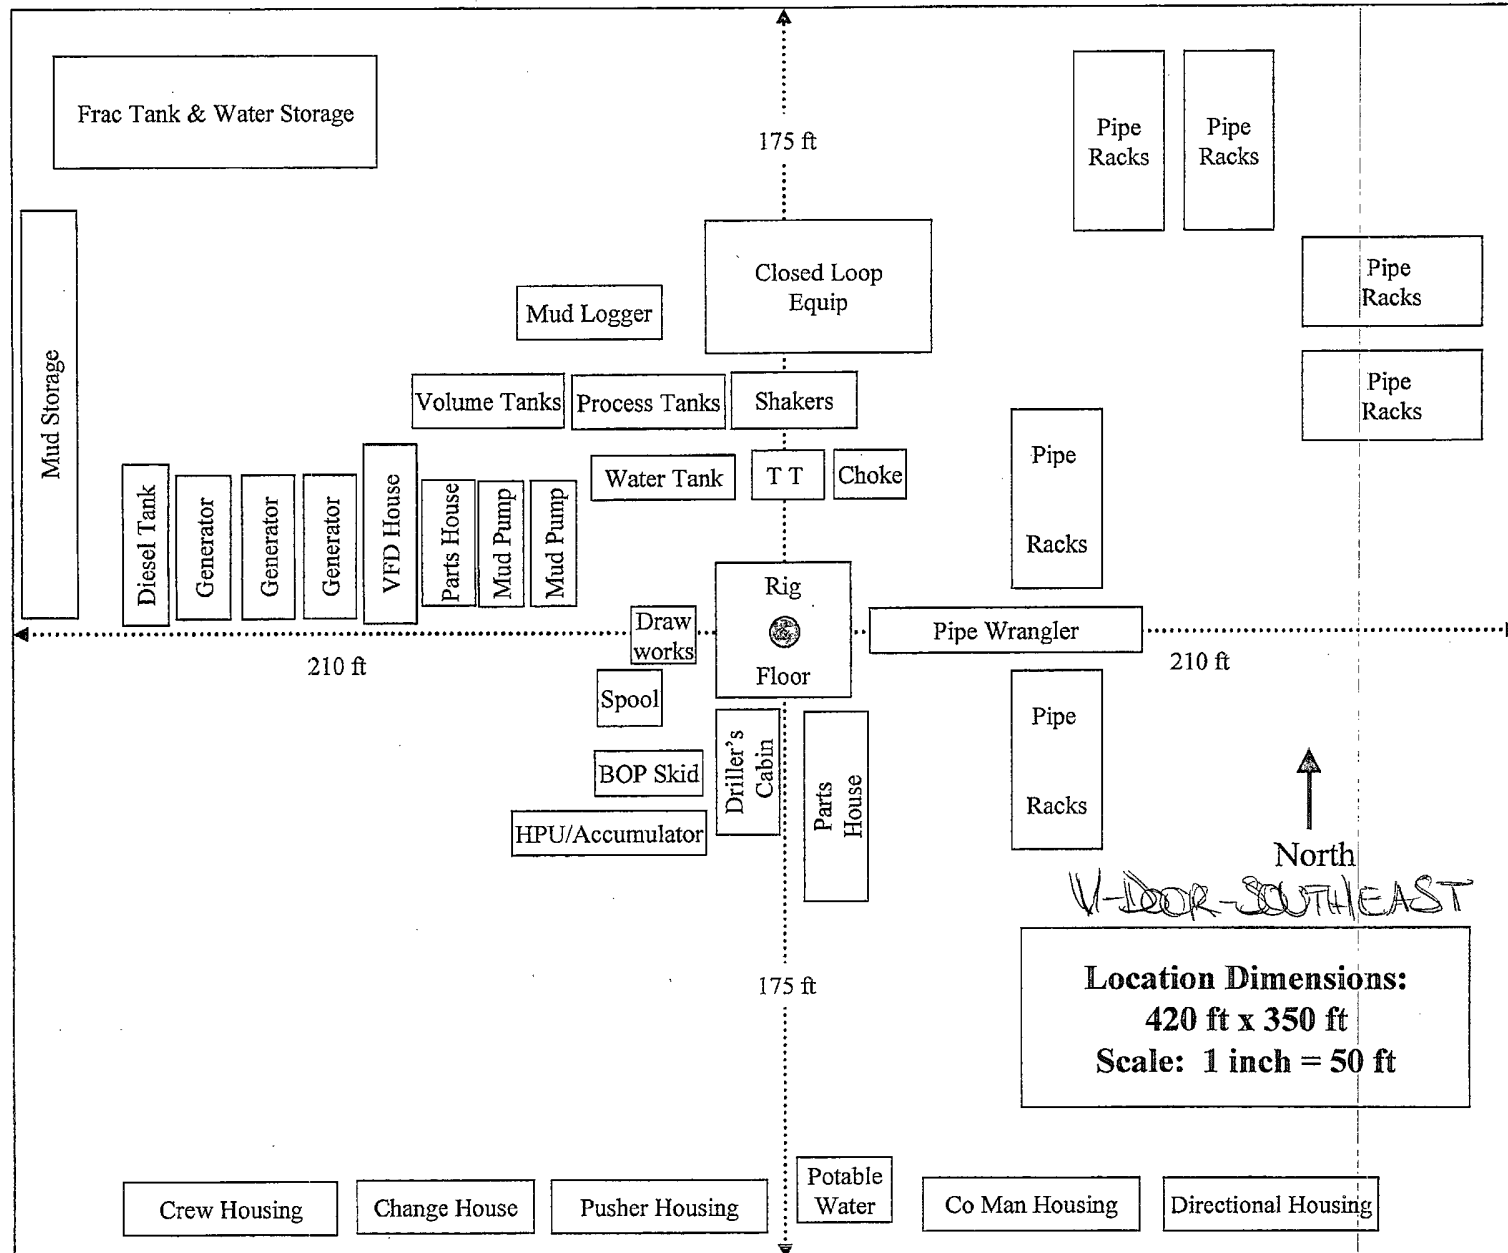 Frac Tank & Water Storage
175 ft
Pipe
Racks
Pipe
Racks
Closed Loop
Equip
Pipe
Racks
Mud Logger
Mud Storage
Volume Tanks
Process Tanks
Shakers
Pipe
Racks
Water Tank
T T
Choke
Pipe
Racks
Diesel Tank
Generator
Generator
Generator
VFD House
Parts House
Mud Pump
Mud Pump
Rig
Floor
Draw
works
Pipe Wrangler
210 ft
210 ft
Spool
Driller's
Cabin
Parts
House
Pipe
Racks
BOP Skid
HPU/Accumulator
North
V-DOOR-SOUTHEAST
175 ft
Location Dimensions:
420 ft x 350 ft
Scale: 1 inch = 50 ft
Crew Housing
Change House
Pusher Housing
Potable
Water
Co Man Housing
Directional Housing